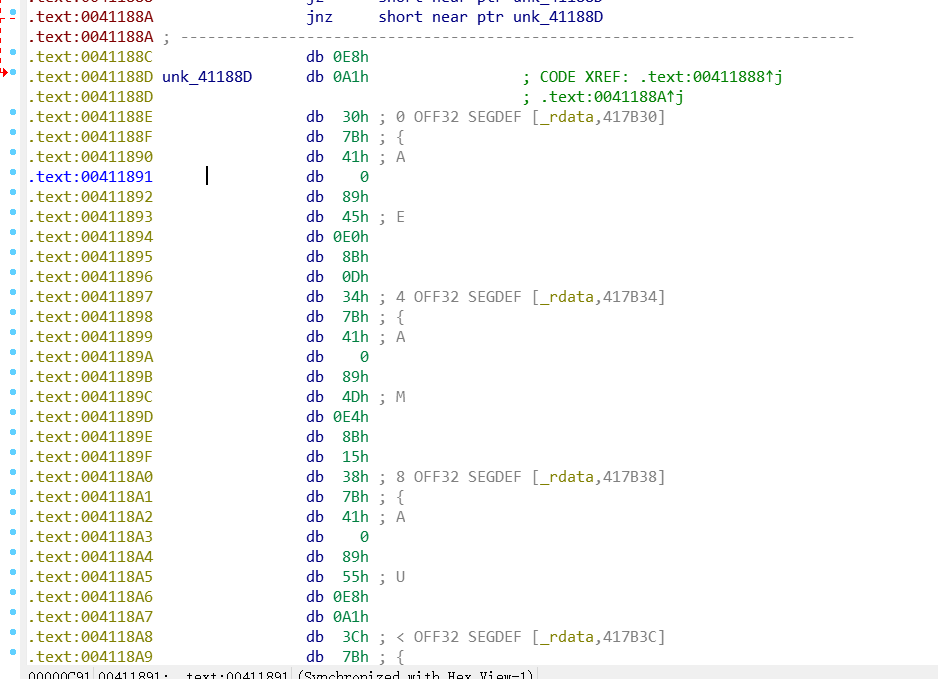 .text:00411888 jz short near ptr unk_41188D
.text:0041188A jnz short near ptr unk_41188D
.text:0041188A ; ---------------------------------------------------------------------------
.text:0041188C db 0E8h
.text:0041188D unk_41188D db 0A1h ; CODE XREF: .text:00411888↑j
.text:0041188D ; .text:0041188A↑j
.text:0041188E db 30h ; 0 OFF32 SEGDEF [_rdata,417B30]
.text:0041188F db 7Bh ; {
.text:00411890 db 41h ; A
.text:00411891 db 0
.text:00411892 db 89h
.text:00411893 db 45h ; E
.text:00411894 db 0E0h
.text:00411895 db 8Bh
.text:00411896 db 0Dh
.text:00411897 db 34h ; 4 OFF32 SEGDEF [_rdata,417B34]
.text:00411898 db 7Bh ; {
.text:00411899 db 41h ; A
.text:0041189A db 0
.text:0041189B db 89h
.text:0041189C db 4Dh ; M
.text:0041189D db 0E4h
.text:0041189E db 8Bh
.text:0041189F db 15h
.text:004118A0 db 38h ; 8 OFF32 SEGDEF [_rdata,417B38]
.text:004118A1 db 7Bh ; {
.text:004118A2 db 41h ; A
.text:004118A3 db 0
.text:004118A4 db 89h
.text:004118A5 db 55h ; U
.text:004118A6 db 0E8h
.text:004118A7 db 0A1h
.text:004118A8 db 3Ch ; < OFF32 SEGDEF [_rdata,417B3C]
.text:004118A9 db 7Bh ; {
00000C91 00411891: .text:00411891 (Synchronized with Hex View-1)